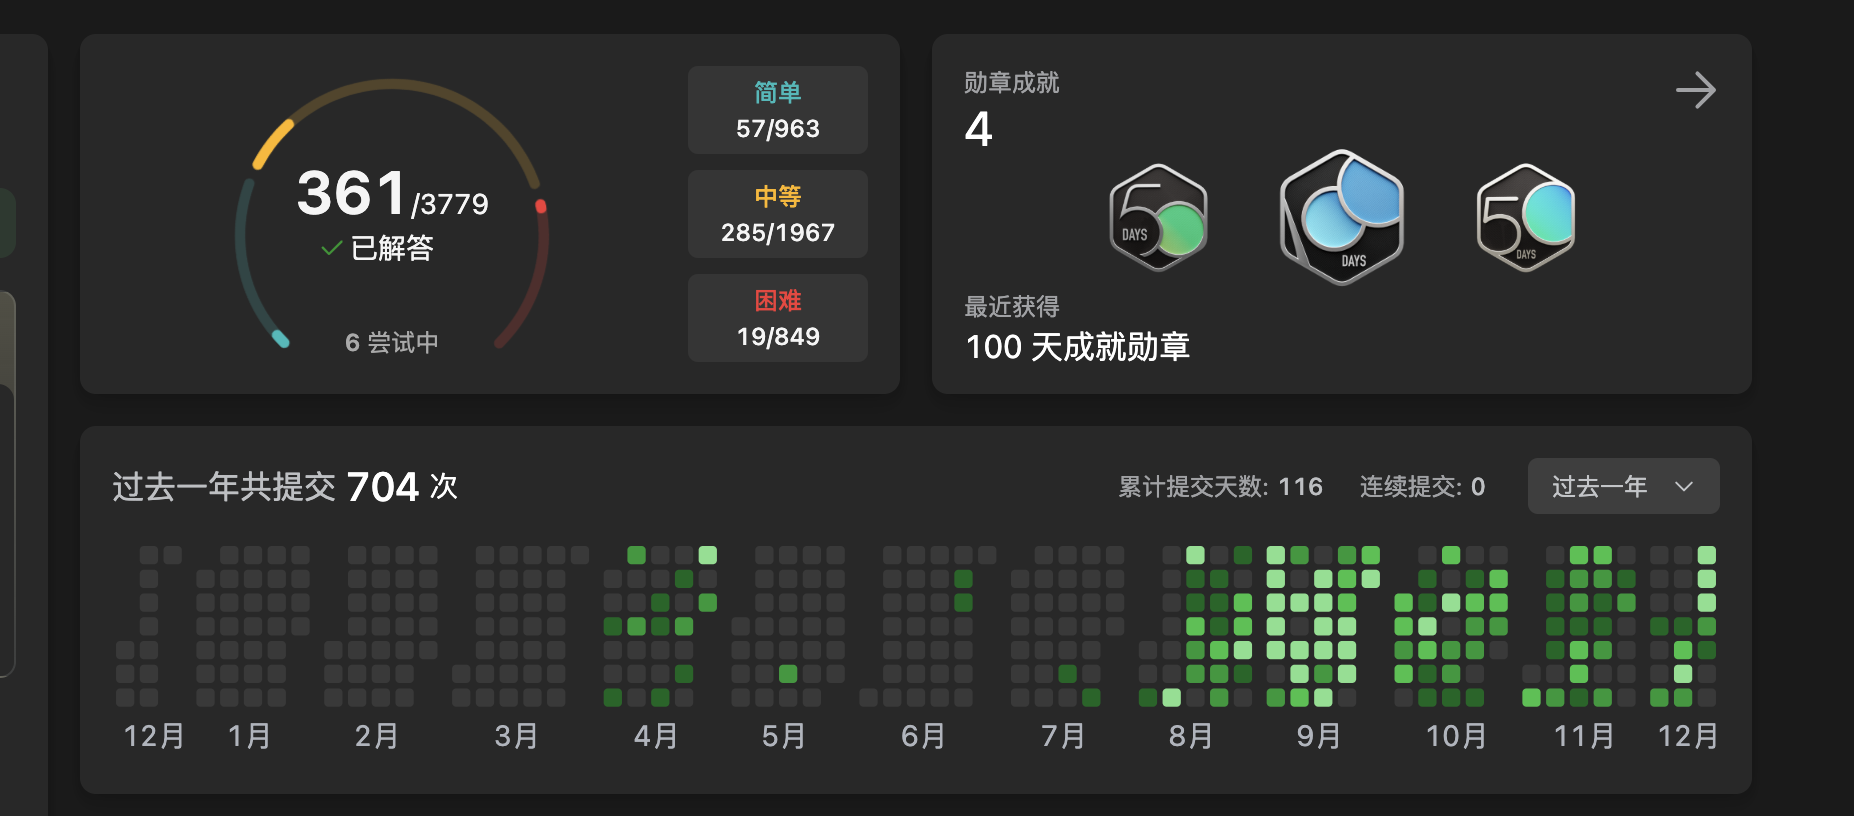 361/3779
已解答
6 尝试中
简单
57/963
中等
285/1967
困难
19/849
勋章成就
4
5 DAYS
100 DAYS
50 DAYS
最近获得
100 天成就勋章
过去一年共提交 704 次
累计提交天数: 116 连续提交: 0 过去一年
12月 1月 2月 3月 4月 5月 6月 7月 8月 9月 10月 11月 12月